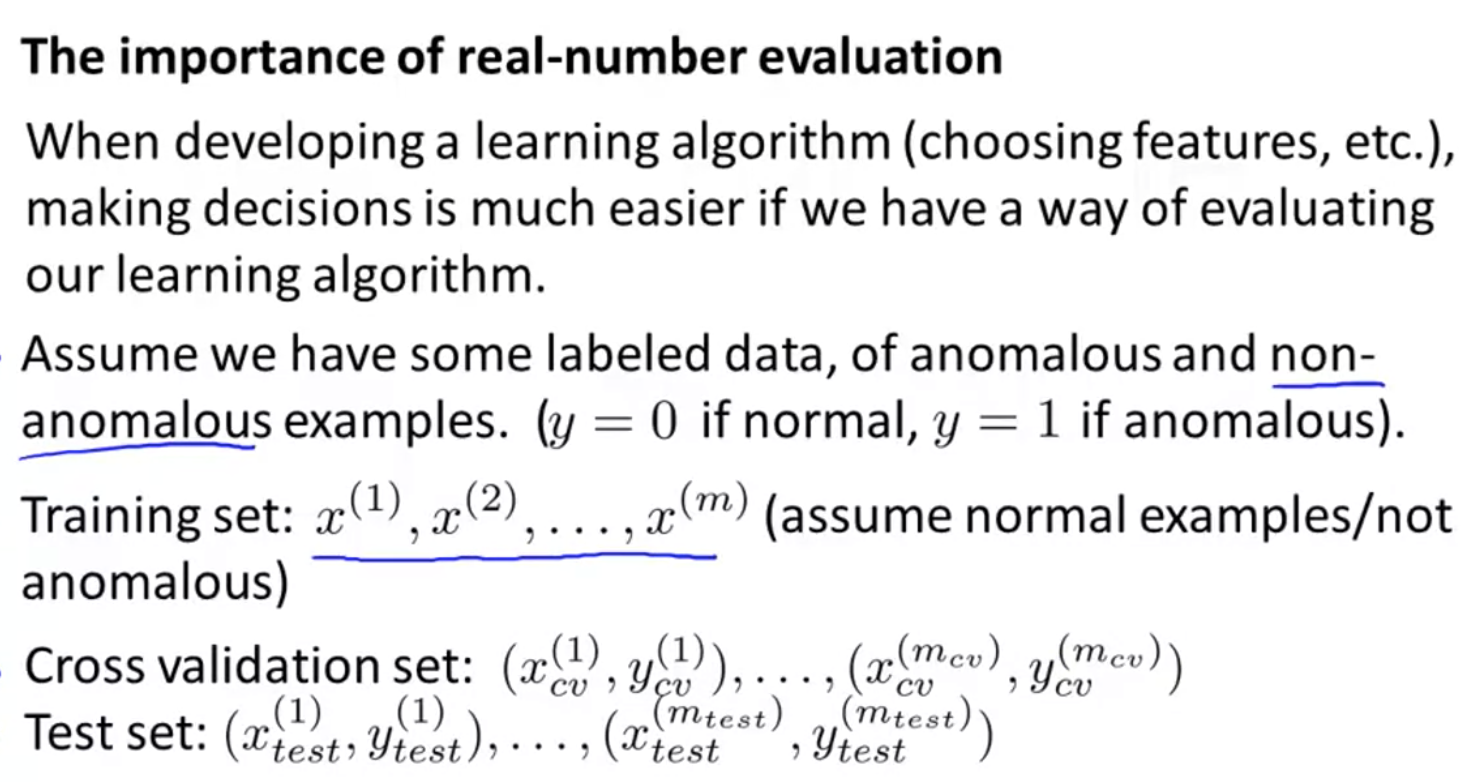 The importance of real-number evaluation
When developing a learning algorithm (choosing features, etc.),
making decisions is much easier if we have a way of evaluating
our learning algorithm.
Assume we have some labeled data, of anomalous and non-
anomalous examples. (y = 0 if normal, y = 1 if anomalous).
Training set: x^{(1)}, x^{(2)}, . . . , x^{(m)} (assume normal examples/not
anomalous)
Cross validation set: (x_{cv}^{(1)}, y_{cv}^{(1)}), . . . , (x_{cv}^{(m_{cv})}, y_{cv}^{(m_{cv})})
Test set: (x_{test}^{(1)}, y_{test}^{(1)}), . . . , (x_{test}^{(m_{test})}, y_{test}^{(m_{test})})